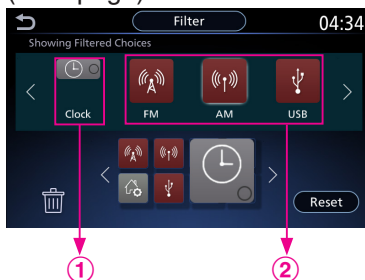 Filter
04:34
Showing Filtered Choices
Clock
FM
AM
USB
Reset
1
2